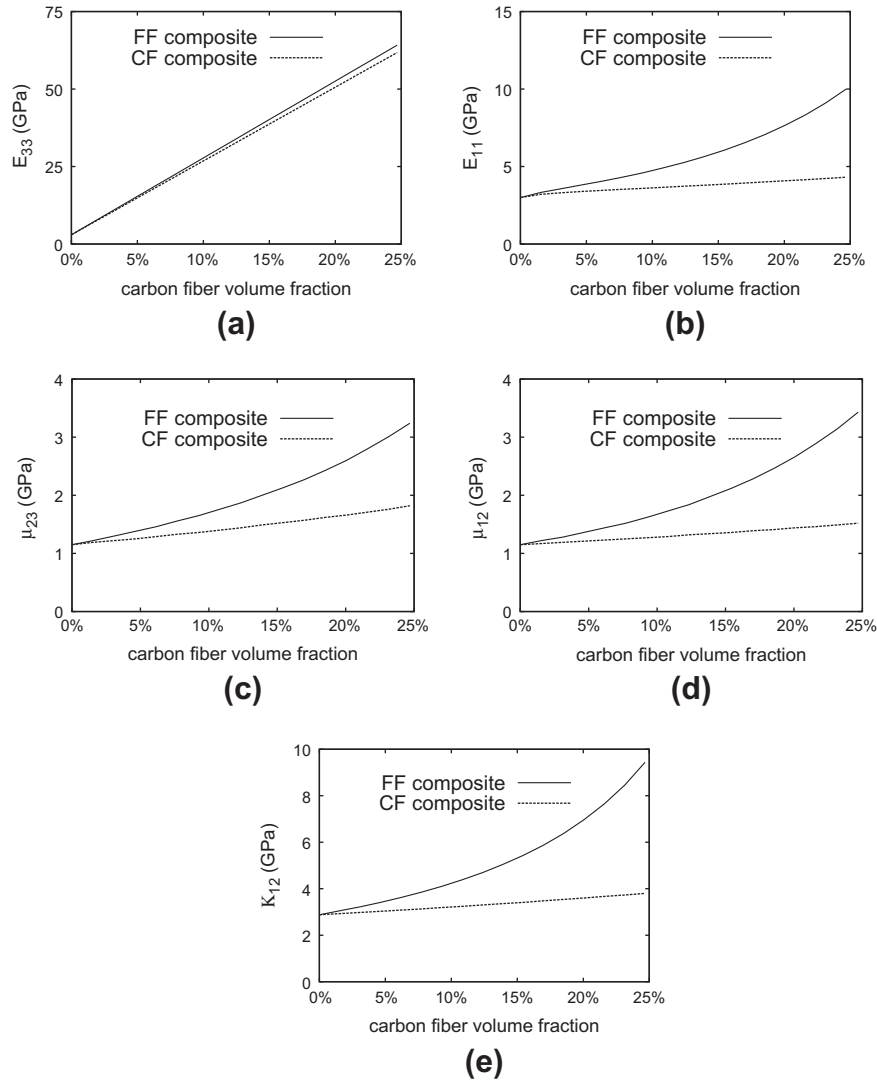 75
50
25
0
E33 (GPa)
FF composite
CF composite
0% 5% 10% 15% 20% 25%
carbon fiber volume fraction
(a)
15
10
5
0
E11 (GPa)
FF composite
CF composite
0% 5% 10% 15% 20% 25%
carbon fiber volume fraction
(b)
4
3
2
1
0
μ23 (GPa)
FF composite
CF composite
0% 5% 10% 15% 20% 25%
carbon fiber volume fraction
(c)
4
3
2
1
0
μ12 (GPa)
FF composite
CF composite
0% 5% 10% 15% 20% 25%
carbon fiber volume fraction
(d)
10
8
6
4
2
0
K12 (GPa)
FF composite
CF composite
0% 5% 10% 15% 20% 25%
carbon fiber volume fraction
(e)